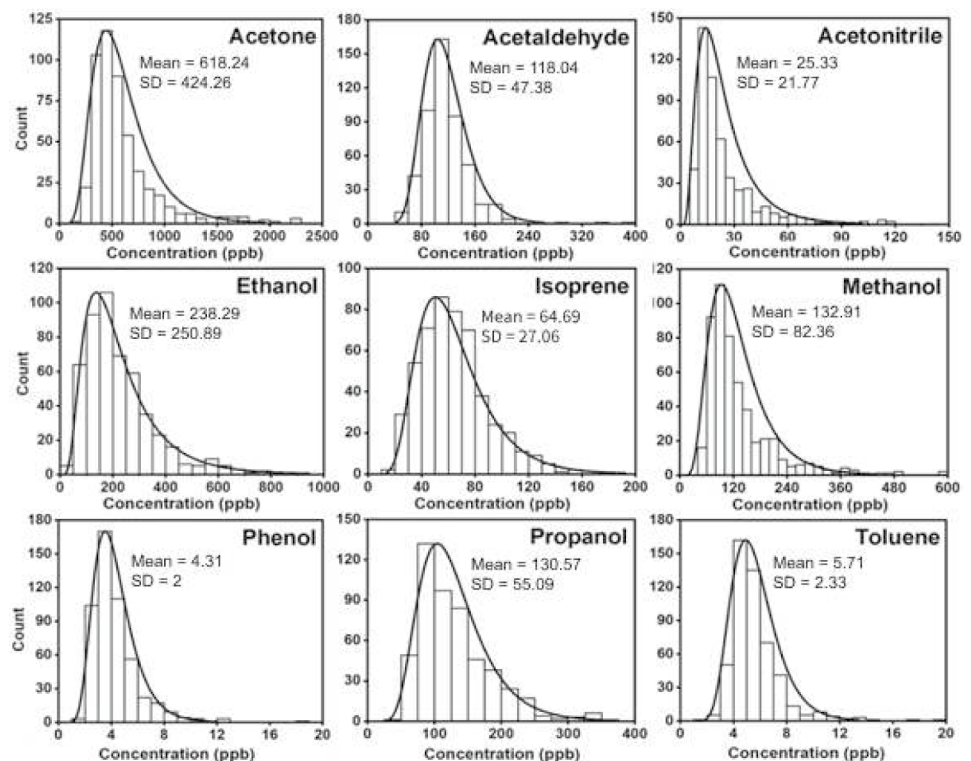 Acetone
Mean = 618.24
SD = 424.26
Count
125
100
75
50
25
0
0 500 1000 1500 2000 2500
Concentration (ppb)
Acetaldehyde
Mean = 118.04
SD = 47.38
180
150
120
90
60
30
0
0 80 160 240 320 400
Concentration (ppb)
Acetonitrile
Mean = 25.33
SD = 21.77
150
120
90
60
30
0
0 30 60 90 120 150
Concentration (ppb)
Ethanol
Mean = 238.29
SD = 250.89
Count
120
100
80
60
40
20
0
0 200 400 600 800 1000
Concentration (ppb)
Isoprene
Mean = 64.69
SD = 27.06
100
80
60
40
20
0
0 40 80 120 160 200
Concentration (ppb)
Methanol
Mean = 132.91
SD = 82.36
120
100
80
60
40
20
0
0 120 240 360 480 600
Concentration (ppb)
Phenol
Mean = 4.31
SD = 2
Count
180
150
120
90
60
30
0
0 4 8 12 16 20
Concentration (ppb)
Propanol
Mean = 130.57
SD = 55.09
150
120
90
60
30
0
0 100 200 300 400
Concentration (ppb)
Toluene
Mean = 5.71
SD = 2.33
180
150
120
90
60
30
0
0 4 8 12 16 20
Concentration (ppb)